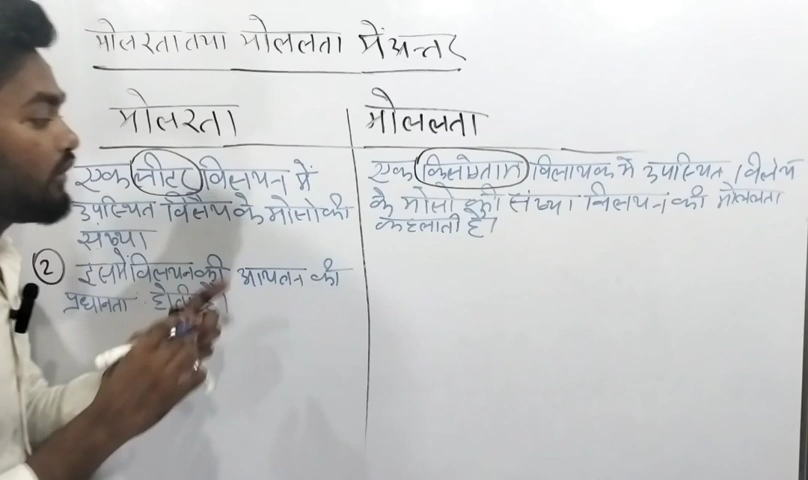 मोलरता तथा मोललता में अन्तर
मोलरता
एक लीटर विलयन में
उपस्थित विलेय के मोलो की
संख्या
2 इसमें विलयन की आयतन की
प्रधानता होती है।
मोललता
एक किलोग्राम विलायक में उपस्थित विलेय
के मोलो की संख्या विलयन की मोललता
कहलाती है।